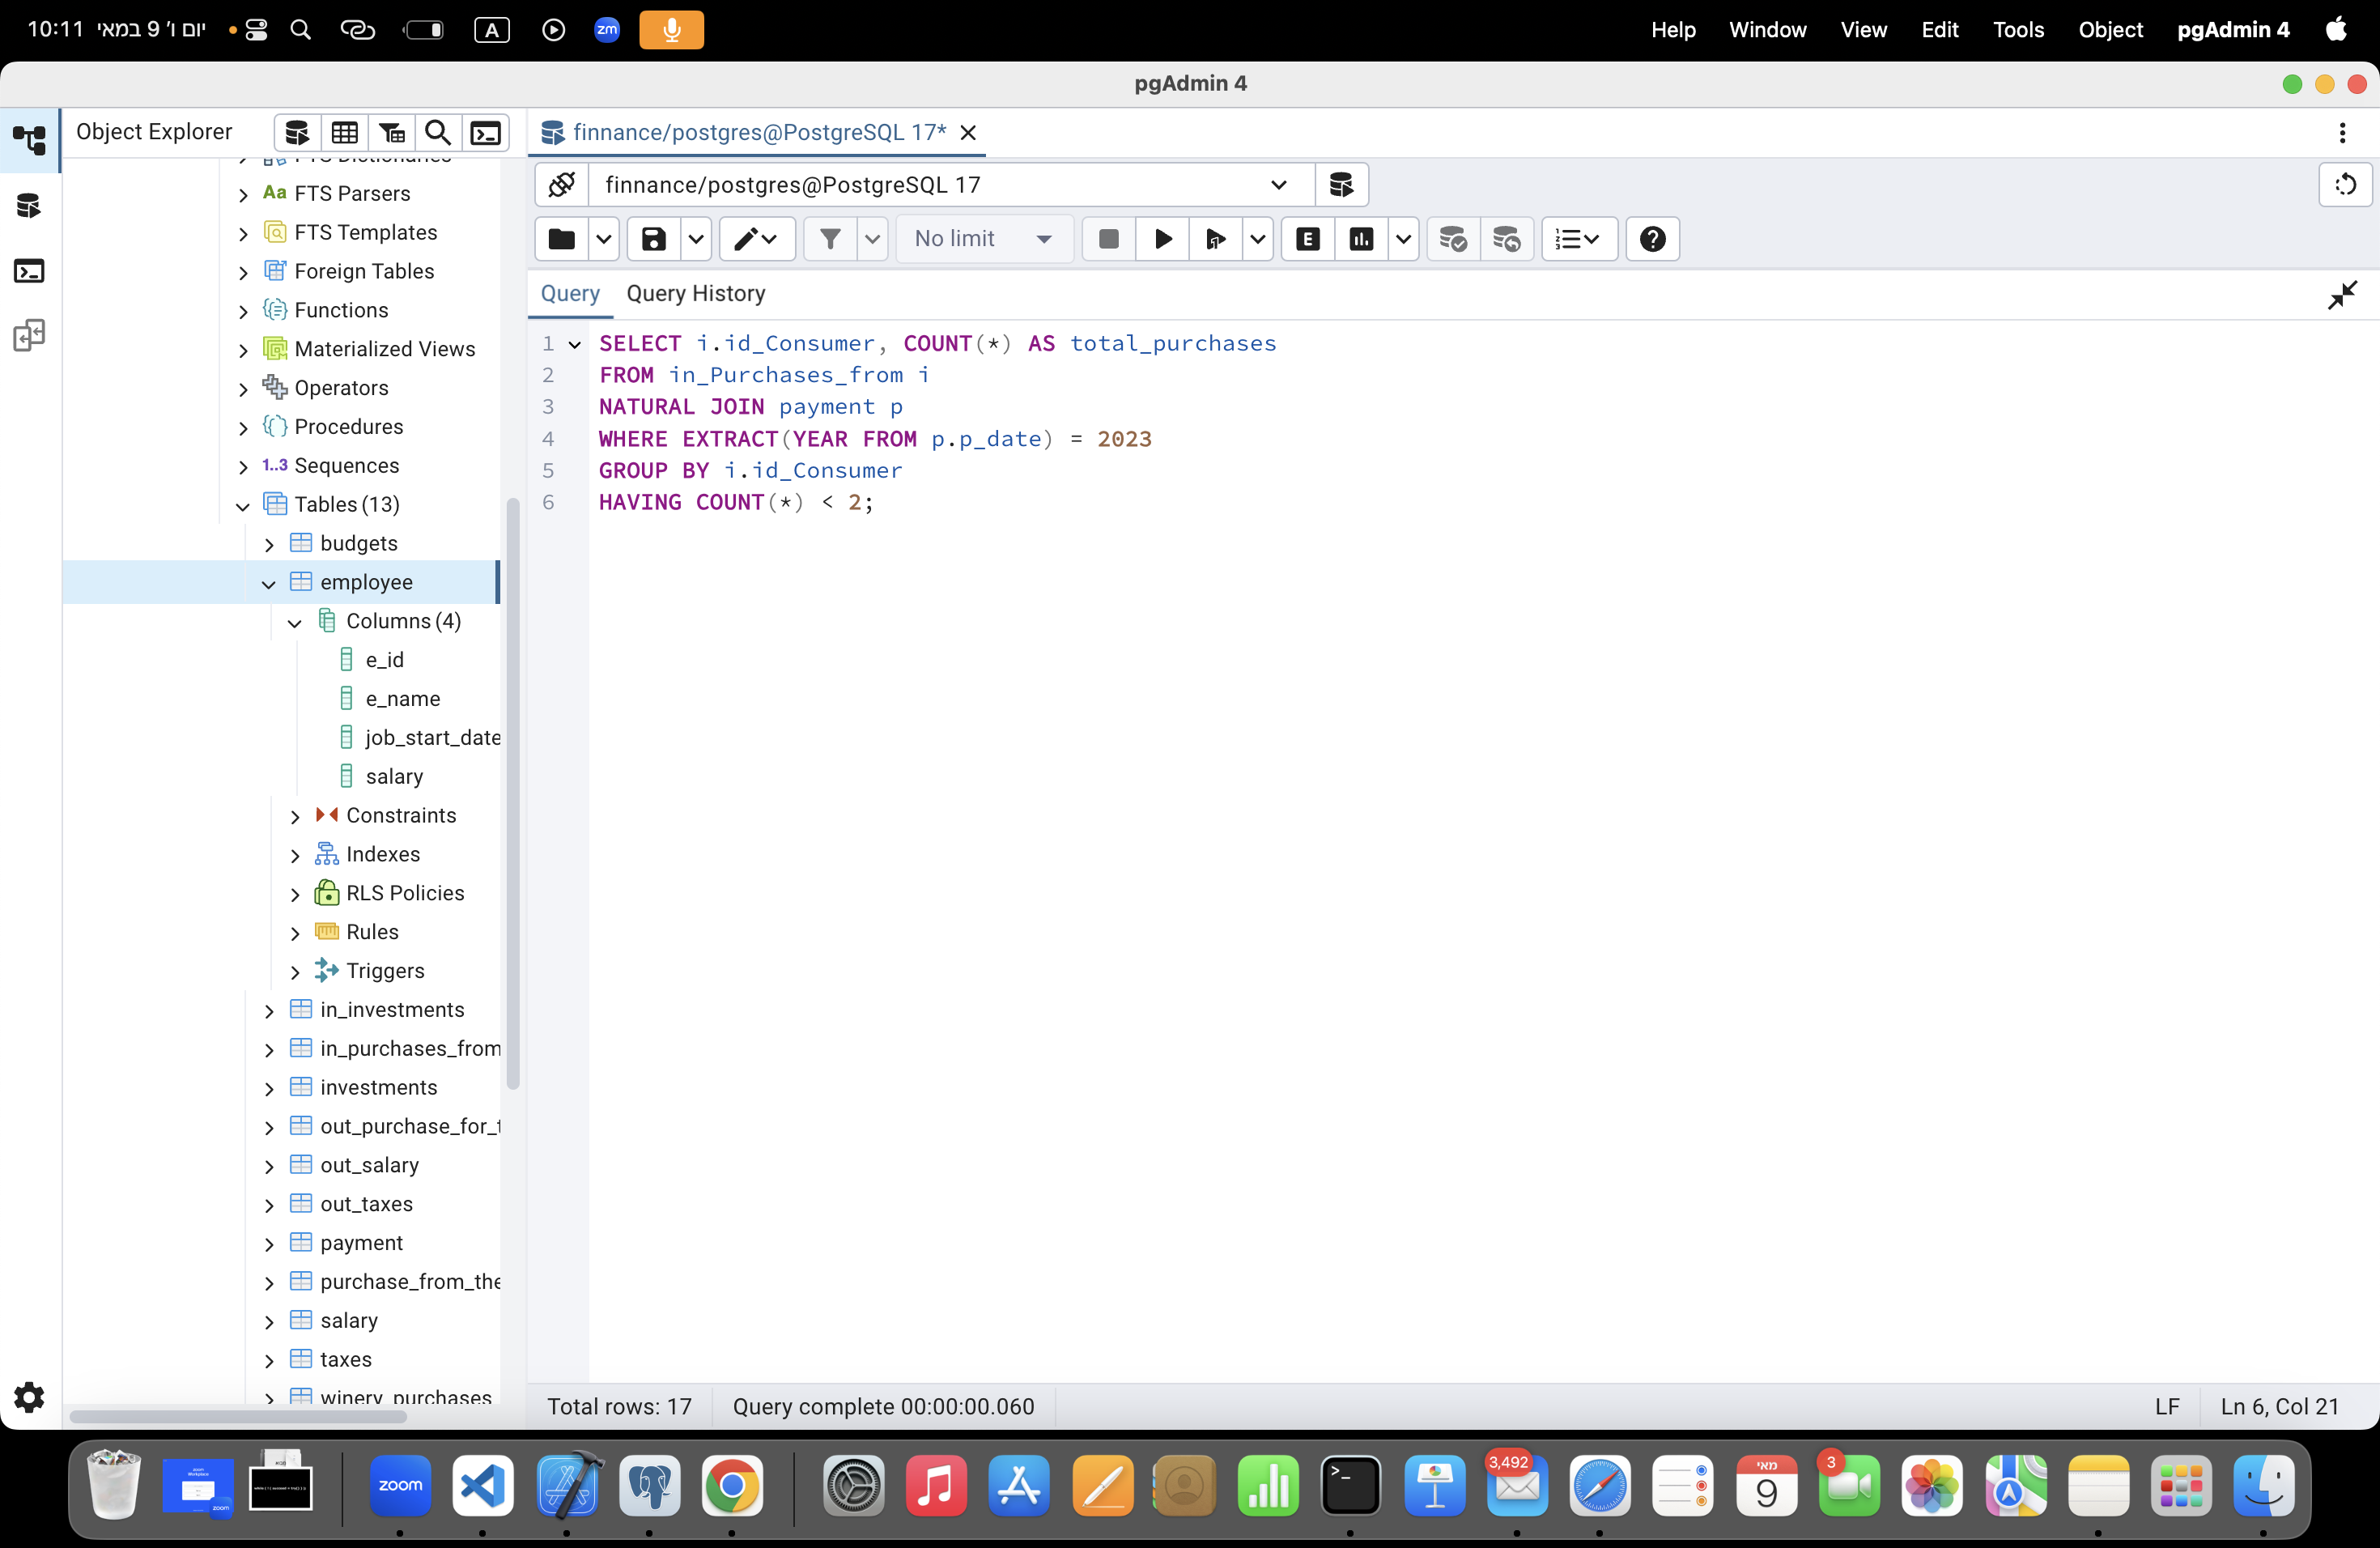 10:11 יום ו׳ 9 במאי A zm Help Window View Edit Tools Object pgAdmin 4
pgAdmin 4
Object Explorer
finnance/postgres@PostgreSQL 17*
finnance/postgres@PostgreSQL 17
No limit
E
Query Query History
1 SELECT i.id_Consumer, COUNT(*) AS total_purchases
2 FROM in_Purchases_from i
3 NATURAL JOIN payment p
4 WHERE EXTRACT(YEAR FROM p.p_date) = 2023
5 GROUP BY i.id_Consumer
6 HAVING COUNT(*) < 2;
FTS Dictionaries
Aa FTS Parsers
FTS Templates
Foreign Tables
Functions
Materialized Views
Operators
Procedures
1..3 Sequences
Tables (13)
budgets
employee
Columns (4)
e_id
e_name
job_start_date
salary
Constraints
Indexes
RLS Policies
Rules
Triggers
in_investments
in_purchases_from
investments
out_purchase_for_t
out_salary
out_taxes
payment
purchase_from_the
salary
taxes
winery_purchases
Total rows: 17 Query complete 00:00:00.060 LF Ln 6, Col 21
zoom
3,492
מאי
9
3